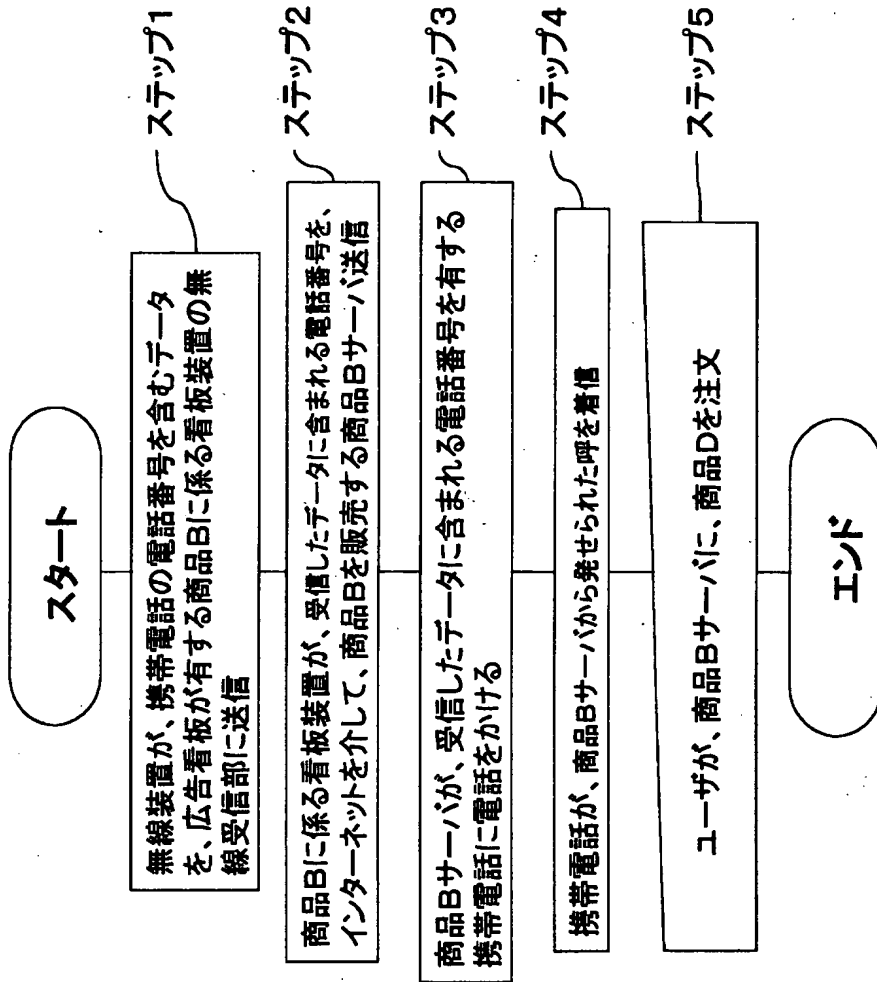 スタート
無線装置が、携帯電話の電話番号を含むデータ
を、広告看板が有する商品Bに係る看板装置の無
線受信部に送信
ステップ1
商品Bに係る看板装置が、受信したデータに含まれる電話番号を、
インターネットを介して、商品Bを販売する商品Bサーバ送信
ステップ2
商品Bサーバが、受信したデータに含まれる電話番号を有する
携帯電話に電話をかける
ステップ3
携帯電話が、商品Bサーバから発せられた呼を着信
ステップ4
ユーザが、商品Bサーバに、商品Dを注文
ステップ5
エンド